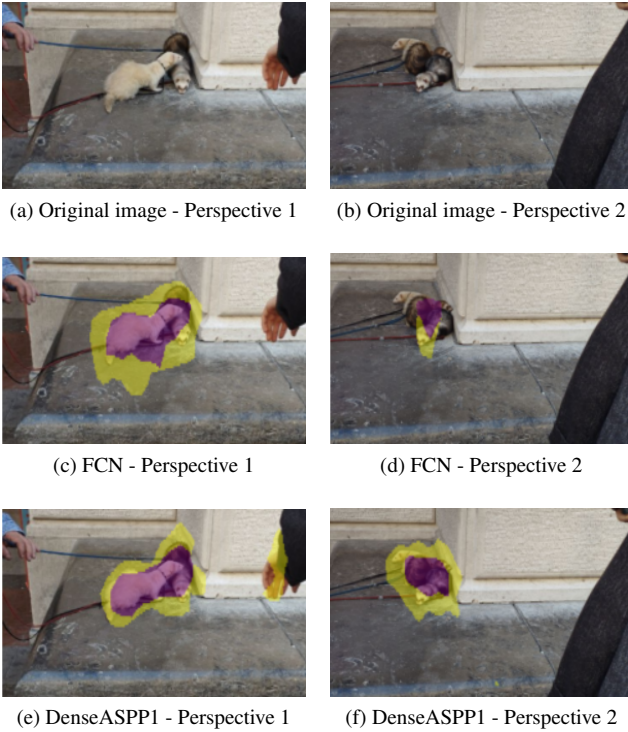 (a) Original image - Perspective 1
(b) Original image - Perspective 2
(c) FCN - Perspective 1
(d) FCN - Perspective 2
(e) DenseASPP1 - Perspective 1
(f) DenseASPP1 - Perspective 2